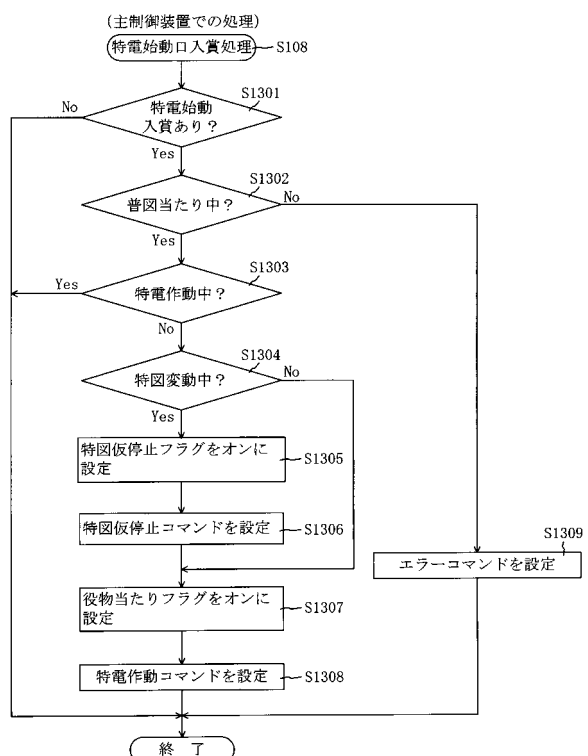 (主制御装置での処理)
特電始動口入賞処理
S108
S1301
特電始動
入賞あり?
No
Yes
S1302
普図当たり中?
No
Yes
S1303
特電作動中?
Yes
No
S1304
特図変動中?
No
Yes
特図仮停止フラグをオンに
設定
S1305
特図仮停止コマンドを設定
S1306
S1309
エラーコマンドを設定
役物当たりフラグをオンに
設定
S1307
特電作動コマンドを設定
S1308
終 了